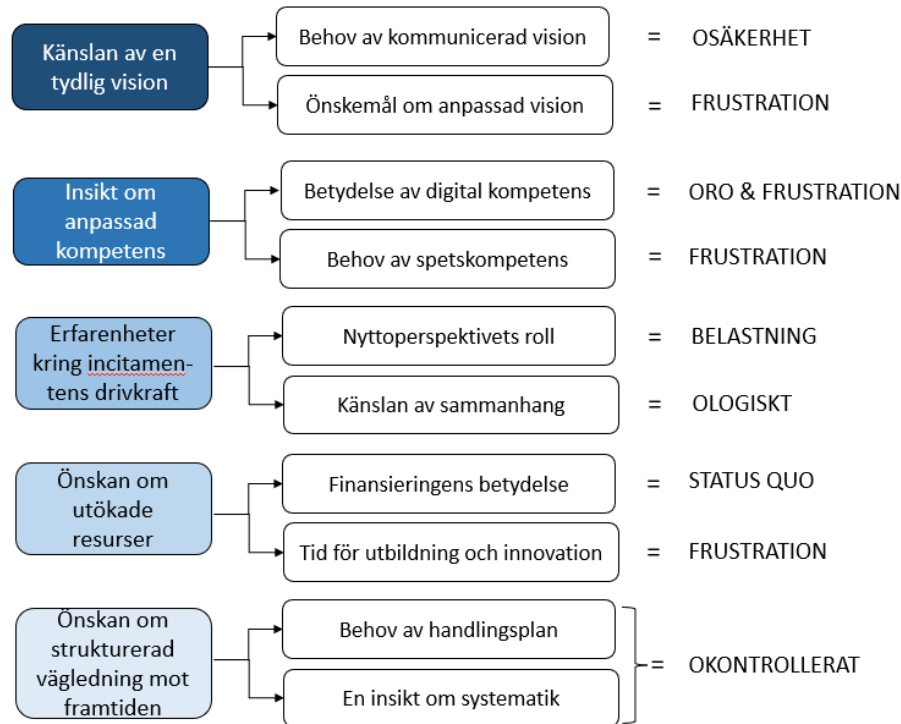 Känslan av en
tydlig vision
Behov av kommunicerad vision
=
OSÄKERHET
Önskemål om anpassad vision
=
FRUSTRATION
Insikt om
anpassad
kompetens
Betydelse av digital kompetens
=
ORO & FRUSTRATION
Behov av spetskompetens
=
FRUSTRATION
Erfarenheter
kring incitamen-
tens drivkraft
Nyttoperspektivets roll
=
BELASTNING
Känslan av sammanhang
=
OLOGISKT
Önskan om
utökade
resurser
Finansieringens betydelse
=
STATUS QUO
Tid för utbildning och innovation
=
FRUSTRATION
Önskan om
strukturerad
vägledning mot
framtiden
Behov av handlingsplan
En insikt om systematik
=
OKONTROLLERAT